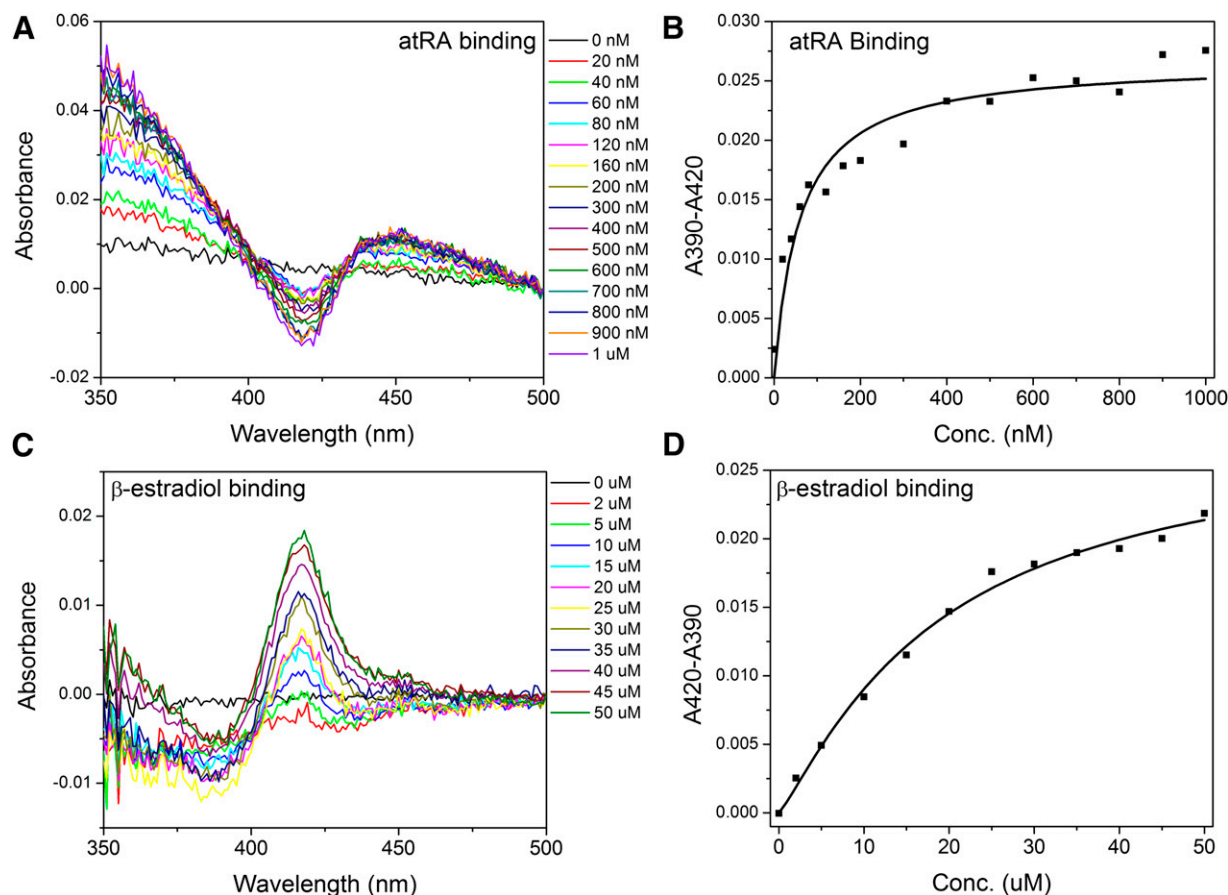 A
atRA binding
0.06
0.04
0.02
0.00
-0.02
Absorbance
350
400
450
500
Wavelength (nm)
0 nM
20 nM
40 nM
60 nM
80 nM
120 nM
160 nM
200 nM
300 nM
400 nM
500 nM
600 nM
700 nM
800 nM
900 nM
1 uM
B
atRA Binding
0.030
0.025
0.020
0.015
0.010
0.005
0.000
A390-A420
0
200
400
600
800
1000
Conc. (nM)
C
β-estradiol binding
0.02
0.01
0.00
-0.01
Absorbance
350
400
450
500
Wavelength (nm)
0 uM
2 uM
5 uM
10 uM
15 uM
20 uM
25 uM
30 uM
35 uM
40 uM
45 uM
50 uM
D
β-estradiol binding
0.025
0.020
0.015
0.010
0.005
0.000
A420-A390
0
10
20
30
40
50
Conc. (uM)